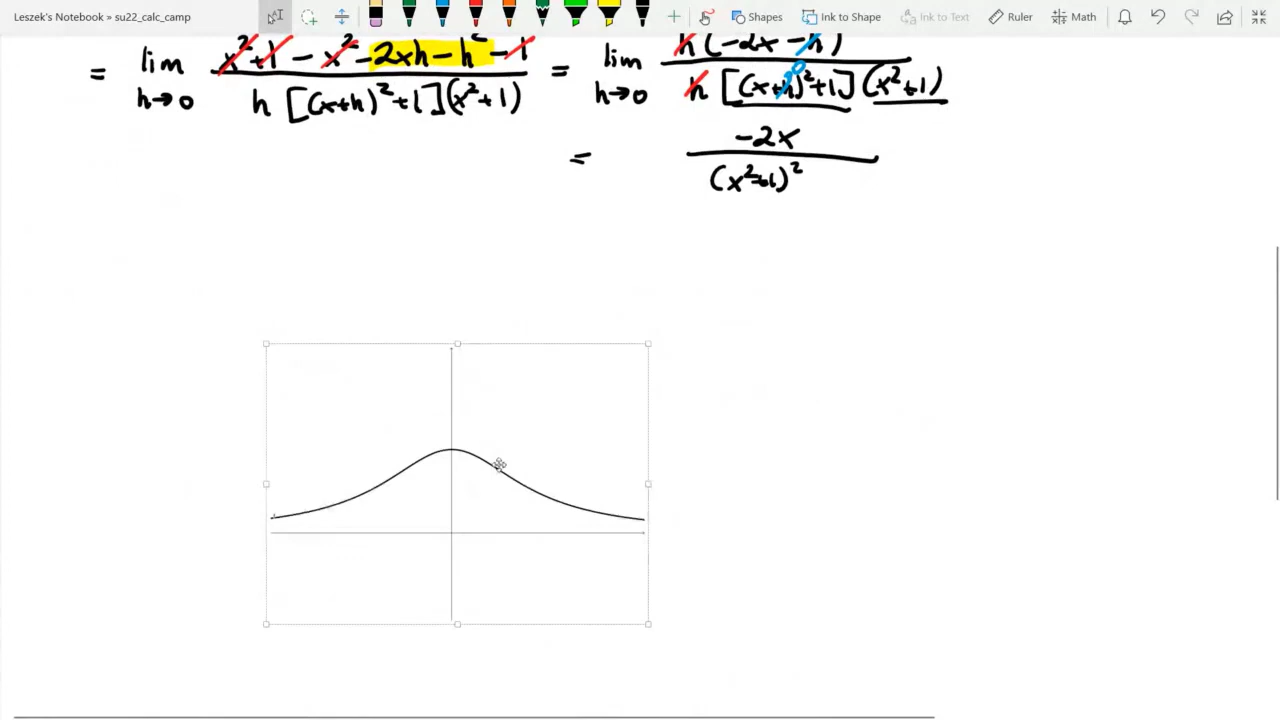 Leszek's Notebook » su22_calc_camp
Shapes
Ink to Shape
Ink to Text
Ruler
Math
= lim h→0 x²+1 - x² - 2xh - h² - 1 / h [(x+h)²+1](x²+1) = lim h→0 h(-2x - h) / h [(x+h)²+1](x²+1)
0
= -2x / (x²+1)²